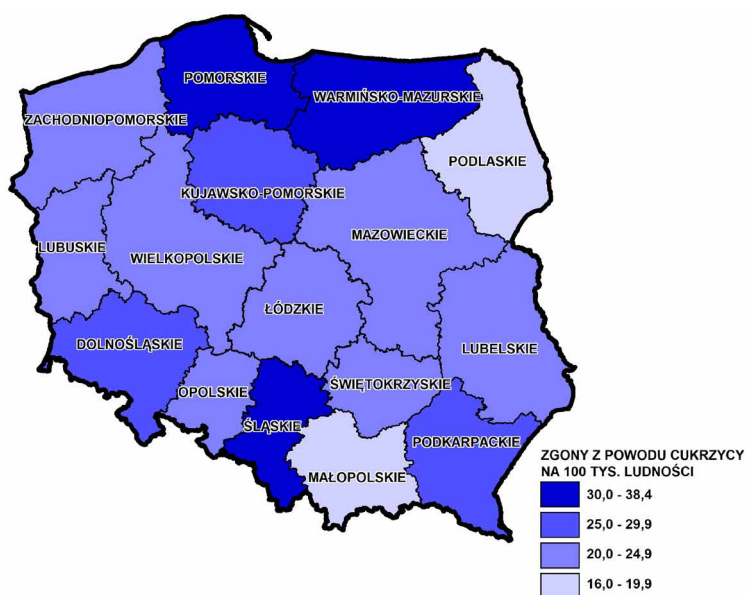 POMORSKIE
WARMIŃSKO-MAZURSKIE
ZACHODNIOPOMORSKIE
PODLASKIE
KUJAWSKO-POMORSKIE
MAZOWIECKIE
LUBUSKIE
WIELKOPOLSKIE
ŁÓDZKIE
DOLNOŚLĄSKIE
LUBELSKIE
OPOLSKIE
ŚWIĘTOKRZYSKIE
ŚLĄSKIE
PODKARPACKIE
MAŁOPOLSKIE
ZGONY Z POWODU CUKRZYCY
NA 100 TYS. LUDNOŚCI
30,0 - 38,4
25,0 - 29,9
20,0 - 24,9
16,0 - 19,9